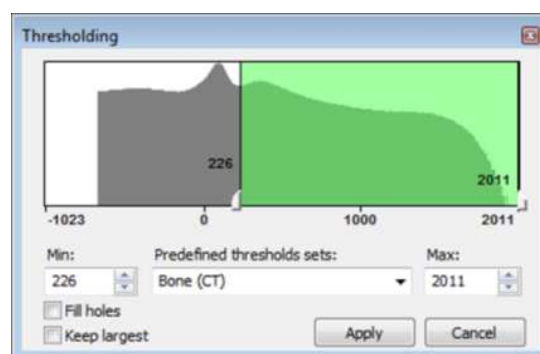 Thresholding
226
2011
-1023 0 1000 2011
Min: Predefined thresholds sets: Max:
226 Bone (CT) 2011
Fill holes
Keep largest Apply Cancel